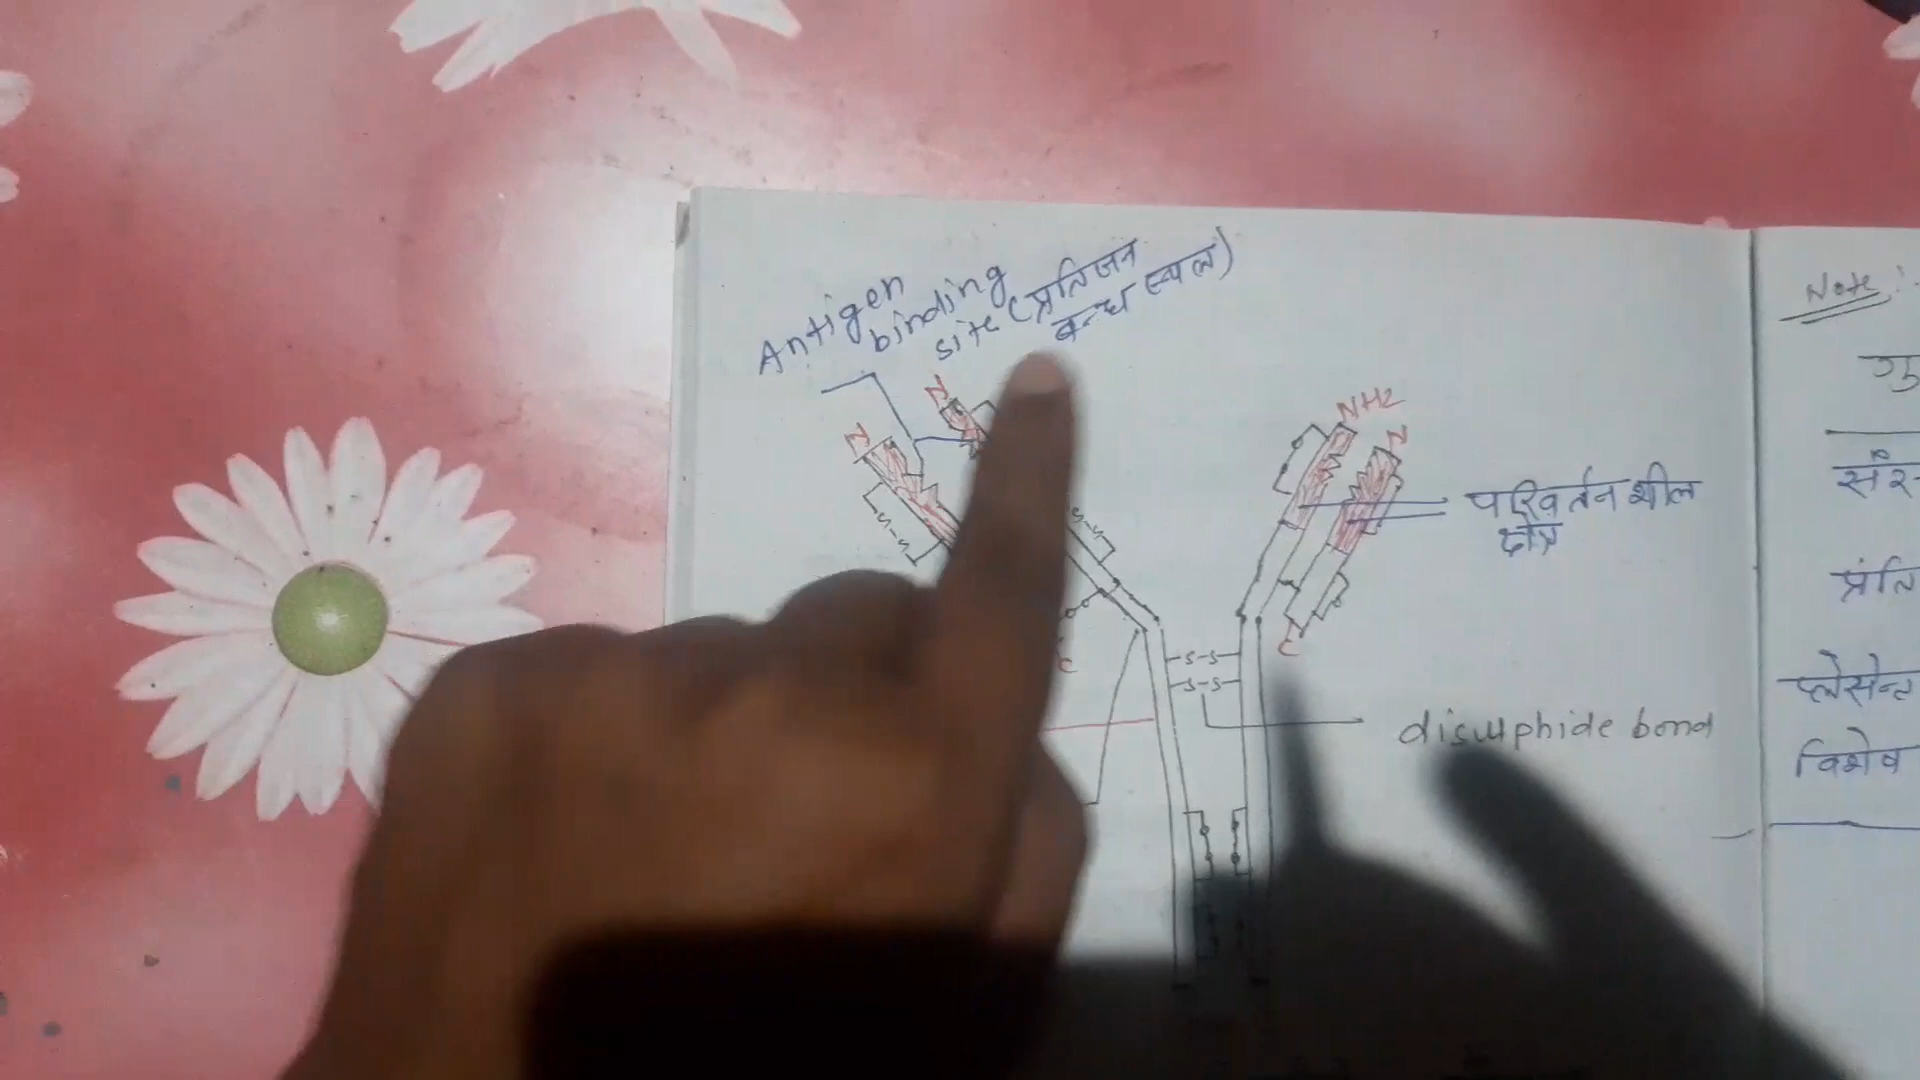 Antigen
binding
site (प्रतिजन
बन्ध स्थल)
N
N
NH2
N
S-S
S-S
परिवर्तनशील
क्षेत्र
C
C
S-S
S-S
disulphide bond
Note :
गु
संर
प्रति
प्लेसेन्ट
विशेष